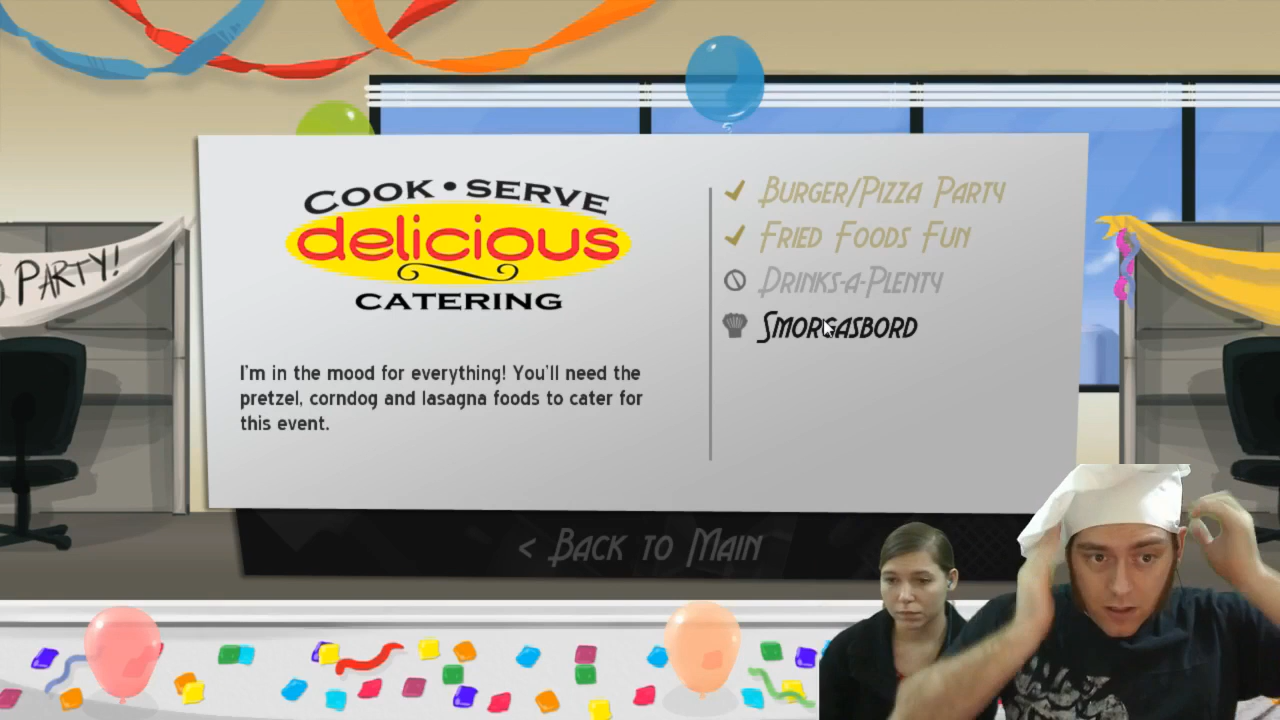 PARTY!
COOK • SERVE
delicious
CATERING
I'm in the mood for everything! You'll need the
pretzel, corndog and lasagna foods to cater for
this event.
BURGER/PIZZA PARTY
FRIED FOODS FUN
DRINKS-A-PLENTY
SMORGASBORD
< BACK TO MAIN